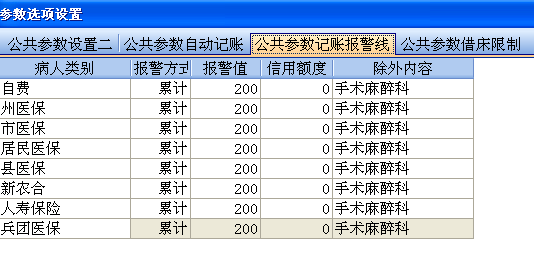 参数选项设置
公共参数设置二 公共参数自动记账 公共参数记账报警线 公共参数借床限制
病人类别 报警方式 报警值 信用额度 除外内容
自费 累计 200 0 手术麻醉科
州医保 累计 200 0 手术麻醉科
市医保 累计 200 0 手术麻醉科
居民医保 累计 200 0 手术麻醉科
县医保 累计 200 0 手术麻醉科
新农合 累计 200 0 手术麻醉科
人寿保险 累计 200 0 手术麻醉科
兵团医保 累计 200 0 手术麻醉科